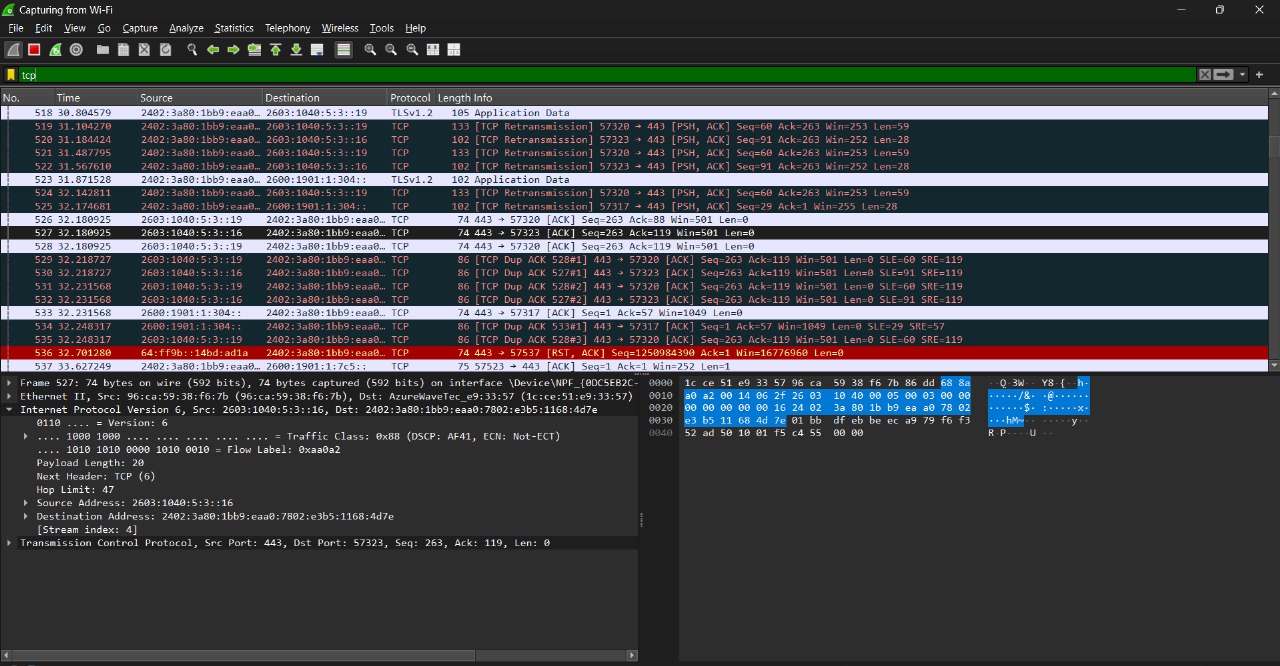 Capturing from Wi-Fi
File Edit View Go Capture Analyze Statistics Telephony Wireless Tools Help
tcp
No. Time Source Destination Protocol Length Info
518 30.804579 2402:3a80:1bb9:eaa0… 2603:1040:5:3::19 TLSv1.2 105 Application Data
519 31.104270 2402:3a80:1bb9:eaa0… 2603:1040:5:3::19 TCP 133 [TCP Retransmission] 57320 → 443 [PSH, ACK] Seq=60 Ack=263 Win=253 Len=59
520 31.184424 2402:3a80:1bb9:eaa0… 2603:1040:5:3::16 TCP 102 [TCP Retransmission] 57323 → 443 [PSH, ACK] Seq=91 Ack=263 Win=252 Len=28
521 31.487795 2402:3a80:1bb9:eaa0… 2603:1040:5:3::19 TCP 133 [TCP Retransmission] 57320 → 443 [PSH, ACK] Seq=60 Ack=263 Win=253 Len=59
522 31.567610 2402:3a80:1bb9:eaa0… 2603:1040:5:3::16 TCP 102 [TCP Retransmission] 57323 → 443 [PSH, ACK] Seq=91 Ack=263 Win=252 Len=28
523 31.871528 2402:3a80:1bb9:eaa0… 2600:1901:1:304:: TLSv1.2 102 Application Data
524 32.142811 2402:3a80:1bb9:eaa0… 2603:1040:5:3::19 TCP 133 [TCP Retransmission] 57320 → 443 [PSH, ACK] Seq=60 Ack=263 Win=253 Len=59
525 32.174681 2402:3a80:1bb9:eaa0… 2600:1901:1:304:: TCP 102 [TCP Retransmission] 57317 → 443 [PSH, ACK] Seq=29 Ack=1 Win=255 Len=28
526 32.180925 2603:1040:5:3::19 2402:3a80:1bb9:eaa0… TCP 74 443 → 57320 [ACK] Seq=263 Ack=88 Win=501 Len=0
527 32.180925 2603:1040:5:3::16 2402:3a80:1bb9:eaa0… TCP 74 443 → 57323 [ACK] Seq=263 Ack=119 Win=501 Len=0
528 32.180925 2603:1040:5:3::19 2402:3a80:1bb9:eaa0… TCP 74 443 → 57320 [ACK] Seq=263 Ack=119 Win=501 Len=0
529 32.218727 2603:1040:5:3::19 2402:3a80:1bb9:eaa0… TCP 86 [TCP Dup ACK 528#1] 443 → 57320 [ACK] Seq=263 Ack=119 Win=501 Len=0 SLE=60 SRE=119
530 32.218727 2603:1040:5:3::16 2402:3a80:1bb9:eaa0… TCP 86 [TCP Dup ACK 527#1] 443 → 57323 [ACK] Seq=263 Ack=119 Win=501 Len=0 SLE=91 SRE=119
531 32.231568 2603:1040:5:3::19 2402:3a80:1bb9:eaa0… TCP 86 [TCP Dup ACK 528#2] 443 → 57320 [ACK] Seq=263 Ack=119 Win=501 Len=0 SLE=60 SRE=119
532 32.231568 2603:1040:5:3::16 2402:3a80:1bb9:eaa0… TCP 86 [TCP Dup ACK 527#2] 443 → 57323 [ACK] Seq=263 Ack=119 Win=501 Len=0 SLE=91 SRE=119
533 32.231568 2600:1901:1:304:: 2402:3a80:1bb9:eaa0… TCP 74 443 → 57317 [ACK] Seq=1 Ack=57 Win=1049 Len=0
534 32.248317 2600:1901:1:304:: 2402:3a80:1bb9:eaa0… TCP 86 [TCP Dup ACK 533#1] 443 → 57317 [ACK] Seq=1 Ack=57 Win=1049 Len=0 SLE=29 SRE=57
535 32.248317 2603:1040:5:3::19 2402:3a80:1bb9:eaa0… TCP 86 [TCP Dup ACK 528#3] 443 → 57320 [ACK] Seq=263 Ack=119 Win=501 Len=0 SLE=60 SRE=119
536 32.701280 64:ff9b::14bd:ad1a 2402:3a80:1bb9:eaa0… TCP 74 443 → 57537 [RST, ACK] Seq=1250984390 Ack=1 Win=16776960 Len=0
537 33.627249 2402:3a80:1bb9:eaa0… 2600:1901:1:7c5:: TCP 75 57523 → 443 [ACK] Seq=1 Ack=1 Win=252 Len=1
Frame 527: 74 bytes on wire (592 bits), 74 bytes captured (592 bits) on interface \Device\NPF_{0DC5EB2C-
Ethernet II, Src: 96:ca:59:38:f6:7b (96:ca:59:38:f6:7b), Dst: AzureWaveTec_e9:33:57 (1c:ce:51:e9:33:57)
Internet Protocol Version 6, Src: 2603:1040:5:3::16, Dst: 2402:3a80:1bb9:eaa0:7802:e3b5:1168:4d7e
0110 .... = Version: 6
.... 1000 1000 .... .... .... .... .... = Traffic Class: 0x88 (DSCP: AF41, ECN: Not-ECT)
.... 1010 1010 0000 1010 0010 = Flow Label: 0xaa0a2
Payload Length: 20
Next Header: TCP (6)
Hop Limit: 47
Source Address: 2603:1040:5:3::16
Destination Address: 2402:3a80:1bb9:eaa0:7802:e3b5:1168:4d7e
[Stream index: 4]
Transmission Control Protocol, Src Port: 443, Dst Port: 57323, Seq: 263, Ack: 119, Len: 0
0000 1c ce 51 e9 33 57 96 ca 59 38 f6 7b 86 dd 68 8a ··Q·3W·· Y8·{··h·
0010 a0 a2 00 14 06 2f 26 03 10 40 00 05 00 03 00 00 ·····/&· ·@······
0020 00 00 00 00 00 16 24 02 3a 80 1b b9 ea a0 78 02 ······$· :·····x·
0030 e3 b5 11 68 4d 7e 01 bb df eb be ec a9 79 f6 f3 ···hM~·· ·····y··
0040 52 ad 50 10 01 f5 c4 55 00 00 R·P····U ··